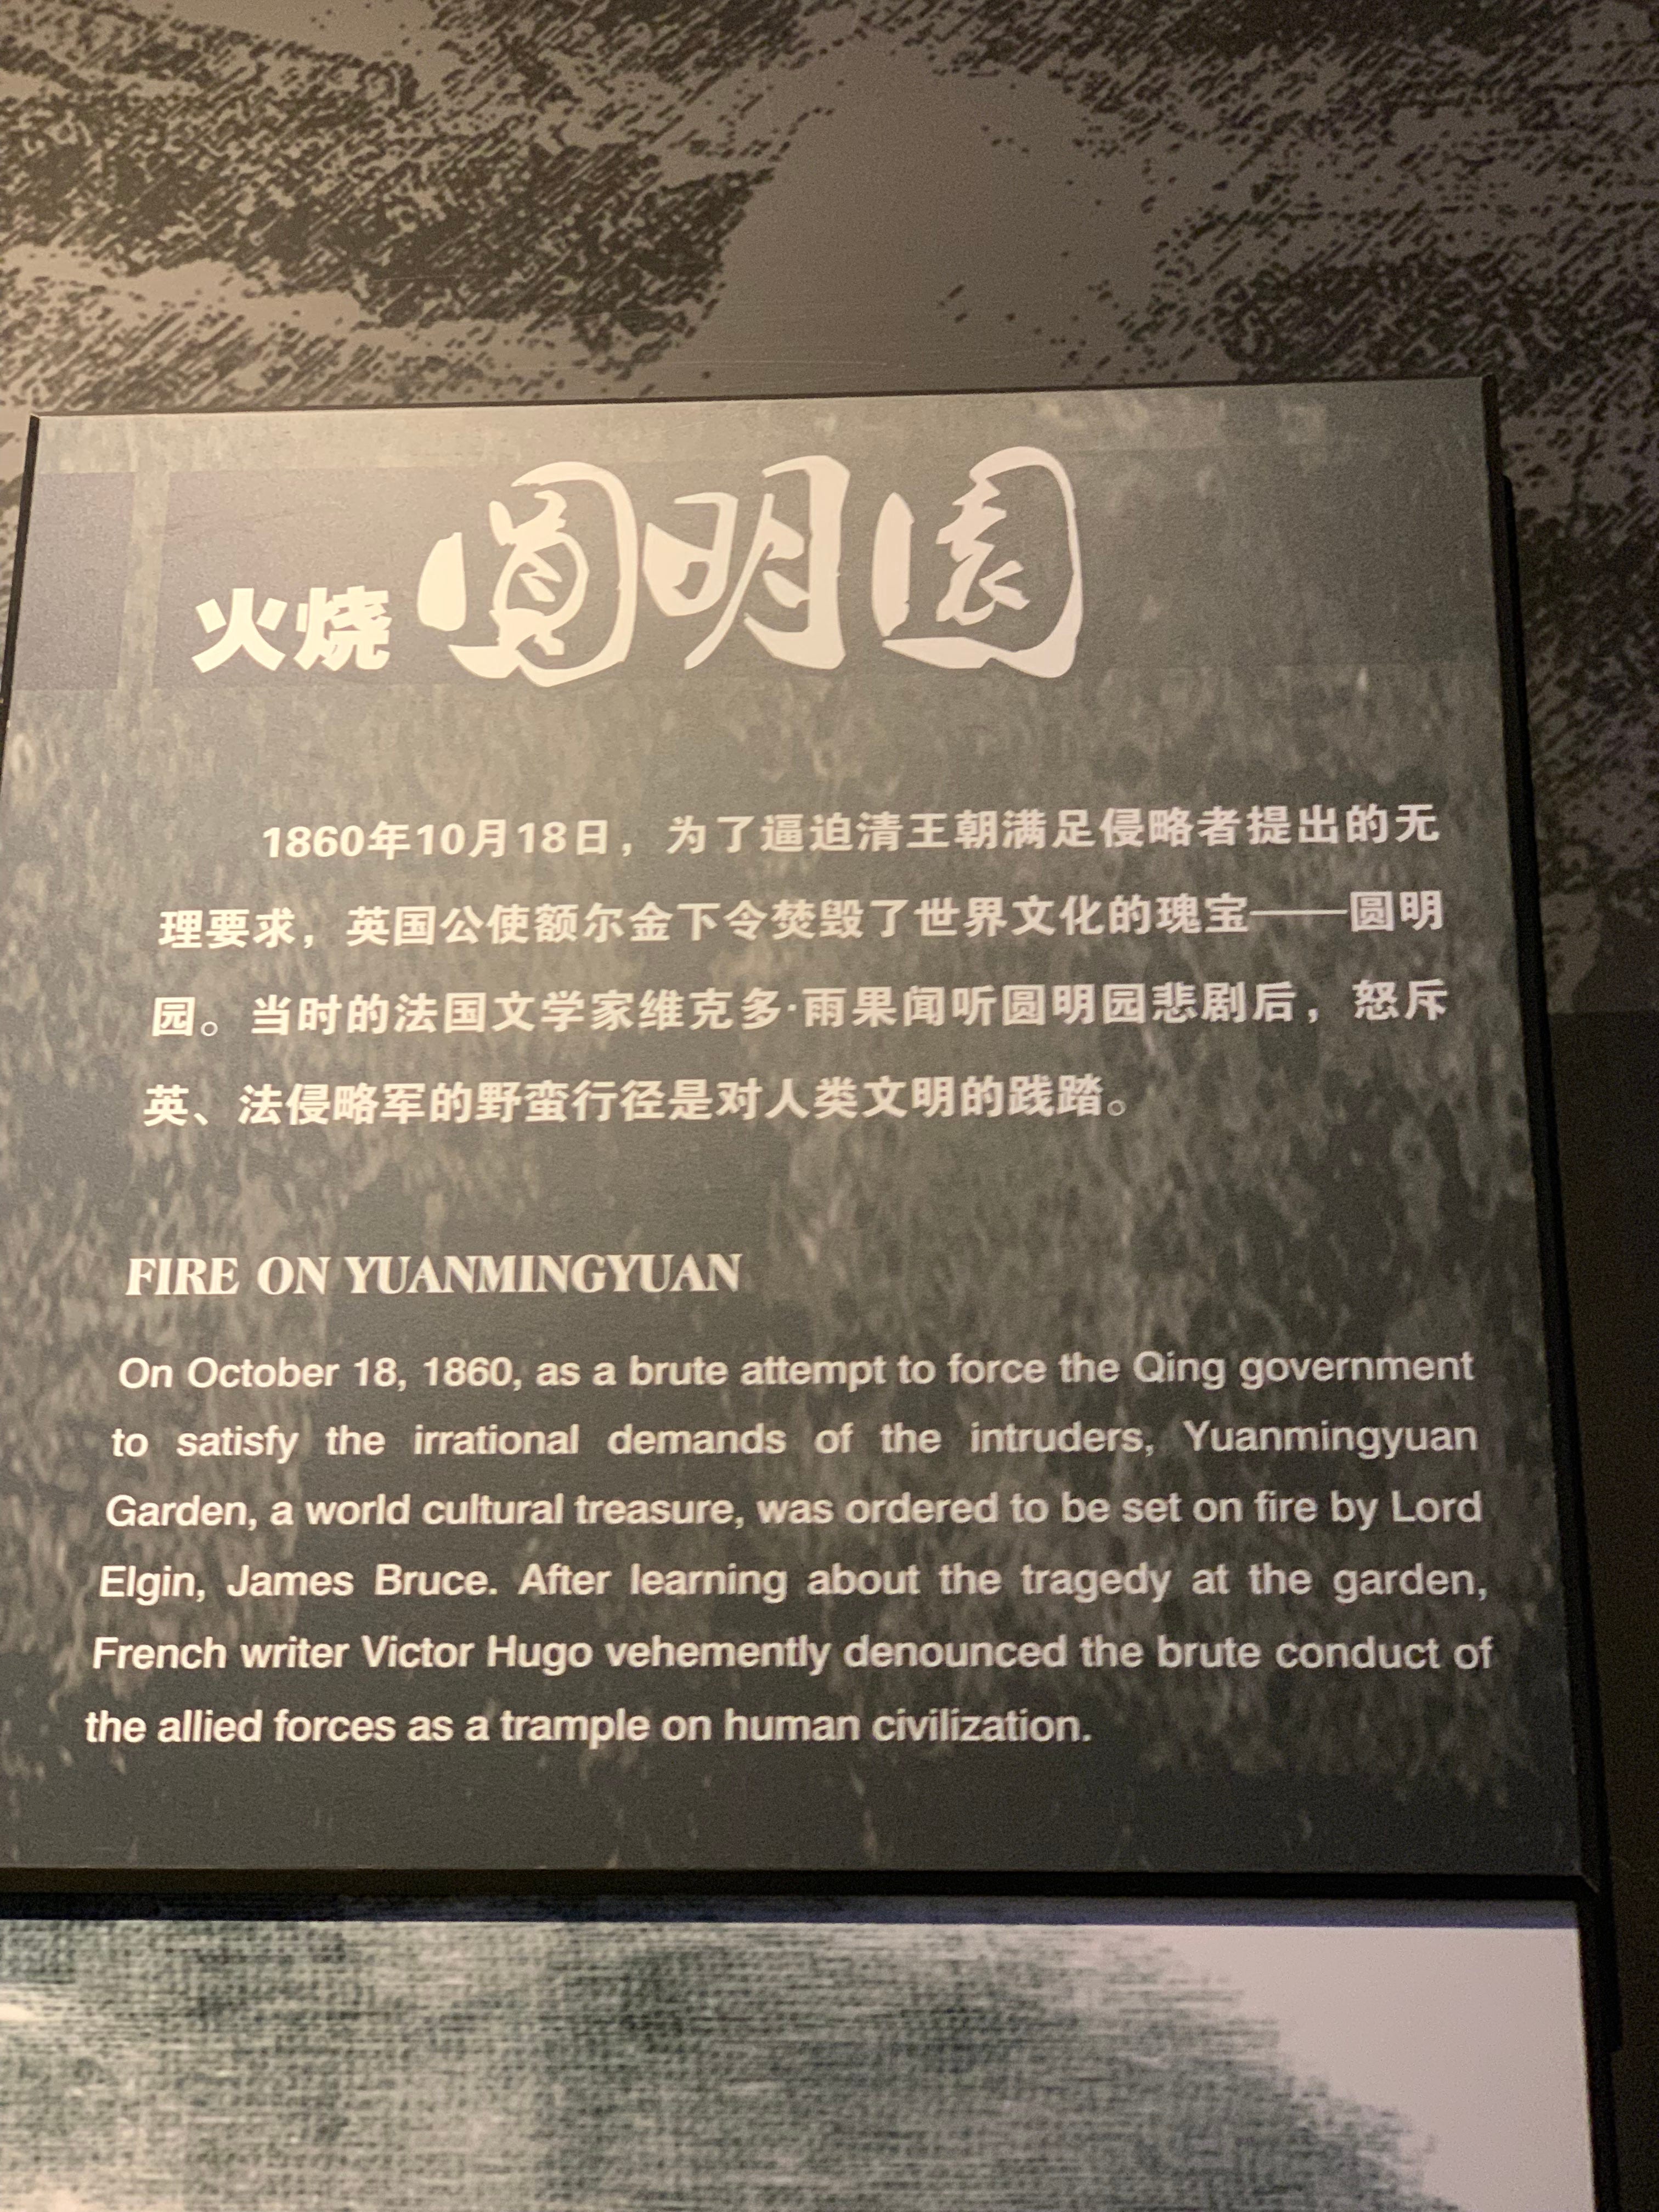 火烧圓明園
1860年10月18日，为了逼迫清王朝满足侵略者提出的无
理要求，英国公使额尔金下令焚毁了世界文化的瑰宝——圆明
园。当时的法国文学家维克多·雨果闻听圆明园悲剧后，怒斥
英、法侵略军的野蛮行径是对人类文明的践踏。
FIRE ON YUANMINGYUAN
On October 18, 1860, as a brute attempt to force the Qing government
to satisfy the irrational demands of the intruders, Yuanmingyuan
Garden, a world cultural treasure, was ordered to be set on fire by Lord
Elgin, James Bruce. After learning about the tragedy at the garden,
French writer Victor Hugo vehemently denounced the brute conduct of
the allied forces as a trample on human civilization.